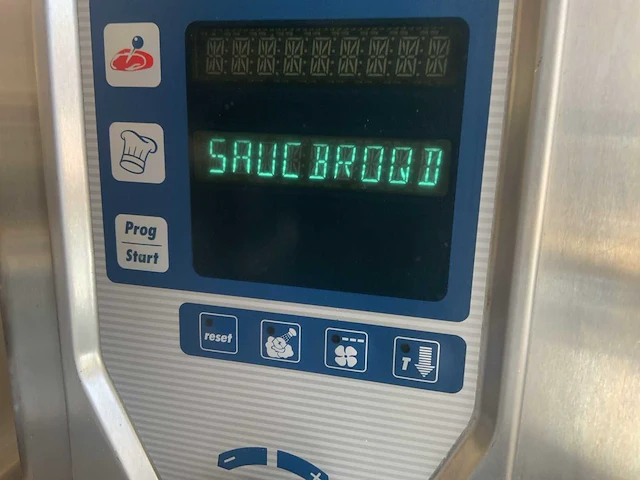 SAUCBROOD
Prog
Start
reset
T
- +